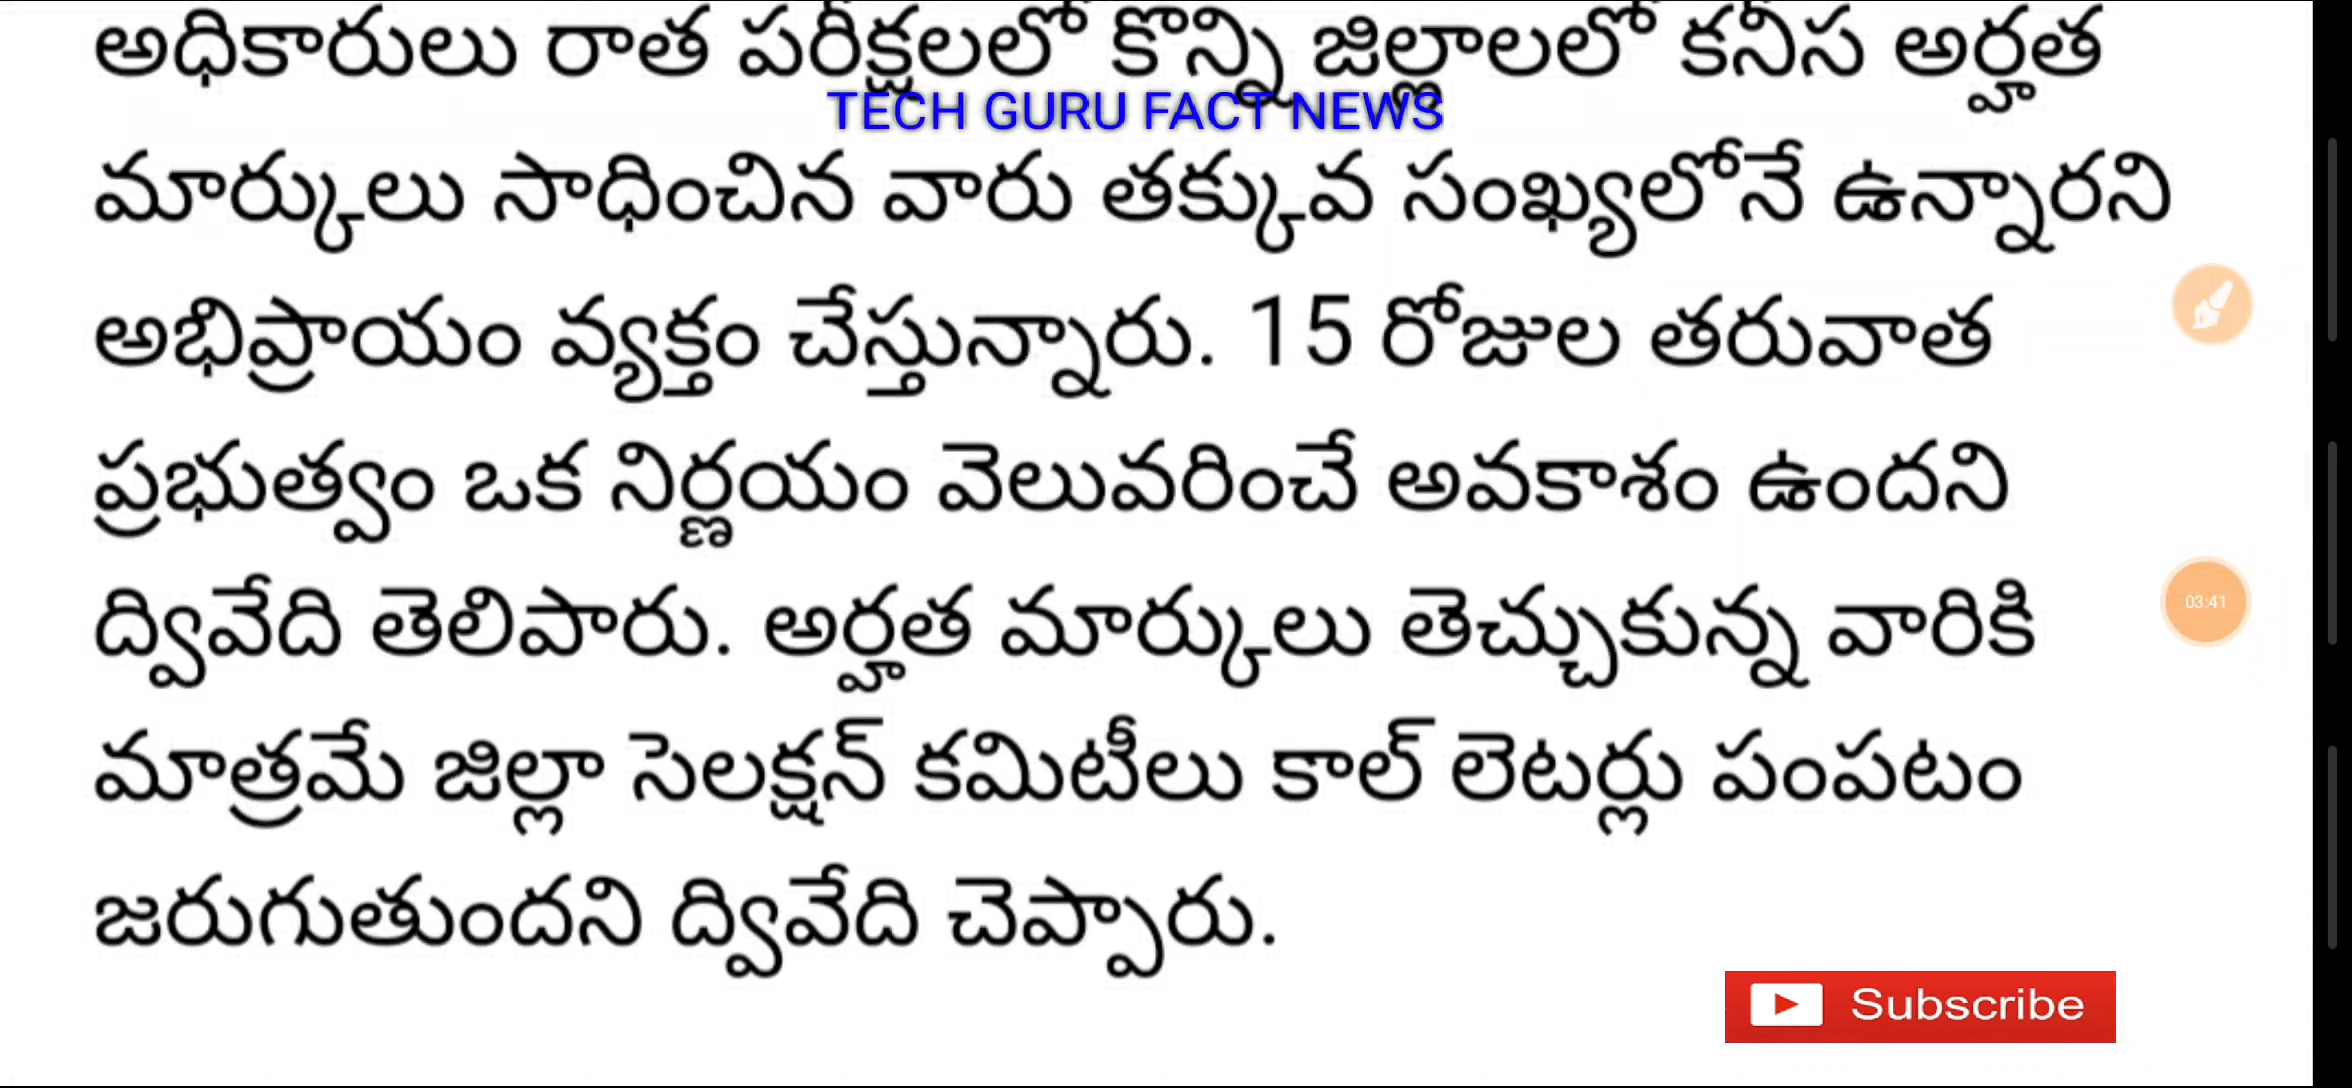 అధికారులు రాత పరీక్షలలో కొన్ని జిల్లాలలో కనీస అర్హత
TECH GURU FACT NEWS
మార్కులు సాధించిన వారు తక్కువ సంఖ్యలోనే ఉన్నారని
అభిప్రాయం వ్యక్తం చేస్తున్నారు. 15 రోజుల తరువాత
ప్రభుత్వం ఒక నిర్ణయం వెలువరించే అవకాశం ఉందని
ద్వివేది తెలిపారు. అర్హత మార్కులు తెచ్చుకున్న వారికి
03:41
మాత్రమే జిల్లా సెలక్షన్ కమిటీలు కాల్ లెటర్లు పంపటం
జరుగుతుందని ద్వివేది చెప్పారు.
Subscribe